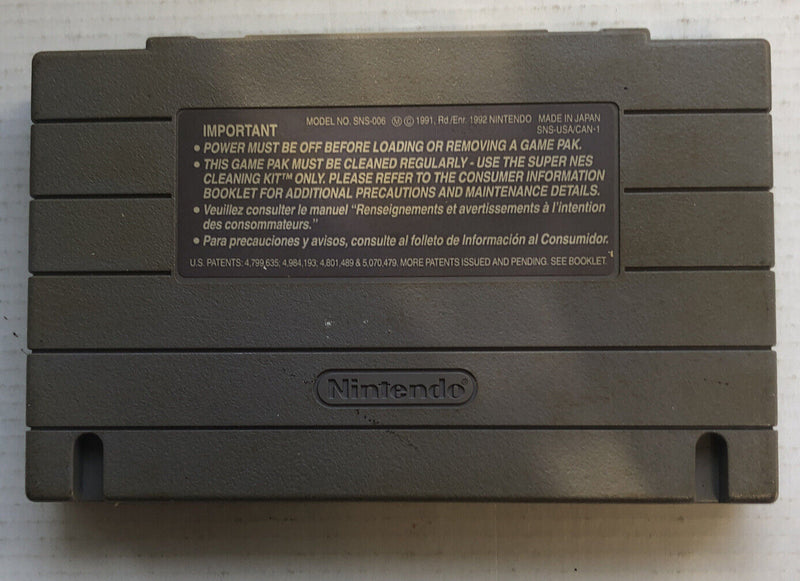 MODEL NO. SNS-006 Ⓜ © 1991, Rd./Enr. 1992 NINTENDO MADE IN JAPAN
IMPORTANT SNS-USA/CAN-1
• POWER MUST BE OFF BEFORE LOADING OR REMOVING A GAME PAK.
• THIS GAME PAK MUST BE CLEANED REGULARLY - USE THE SUPER NES
CLEANING KIT™ ONLY. PLEASE REFER TO THE CONSUMER INFORMATION
BOOKLET FOR ADDITIONAL PRECAUTIONS AND MAINTENANCE DETAILS.
• Veuillez consulter le manuel “Renseignements et avertissements à l’intention
des consommateurs.”
• Para precauciones y avisos, consulte al folleto de Información al Consumidor.
U.S. PATENTS: 4,799,635; 4,984,193; 4,801,489 & 5,070,479. MORE PATENTS ISSUED AND PENDING. SEE BOOKLET.
Nintendo®